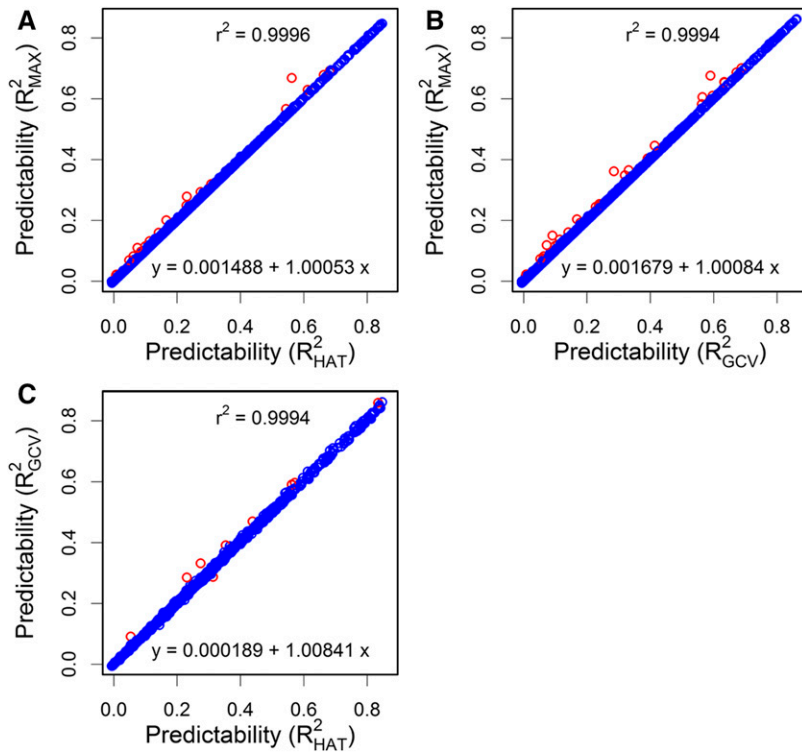 A
r² = 0.9996
Predictability (R²MAX)
0.0 0.2 0.4 0.6 0.8
y = 0.001488 + 1.00053 x
0.0 0.2 0.4 0.6 0.8
Predictability (R²HAT)
B
r² = 0.9994
Predictability (R²MAX)
0.0 0.2 0.4 0.6 0.8
y = 0.001679 + 1.00084 x
0.0 0.2 0.4 0.6 0.8
Predictability (R²GCV)
C
r² = 0.9994
Predictability (R²GCV)
0.0 0.2 0.4 0.6 0.8
y = 0.000189 + 1.00841 x
0.0 0.2 0.4 0.6 0.8
Predictability (R²HAT)